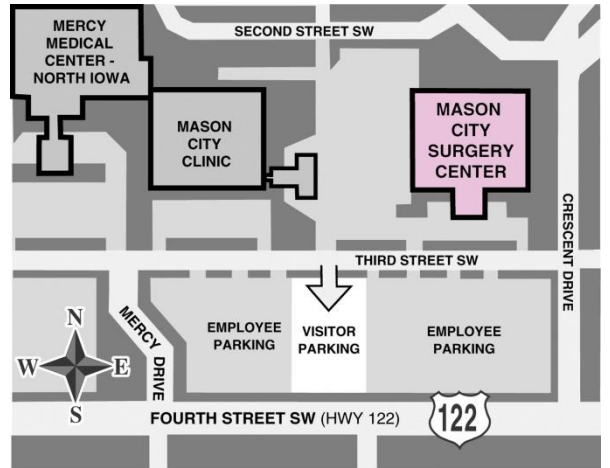 MERCY
MEDICAL
CENTER -
NORTH IOWA
SECOND STREET SW
MASON
CITY
CLINIC
MASON
CITY
SURGERY
CENTER
CRESCENT DRIVE
THIRD STREET SW
MERCY DRIVE
EMPLOYEE
PARKING
VISITOR
PARKING
EMPLOYEE
PARKING
N
W
E
S
FOURTH STREET SW (HWY 122)
122